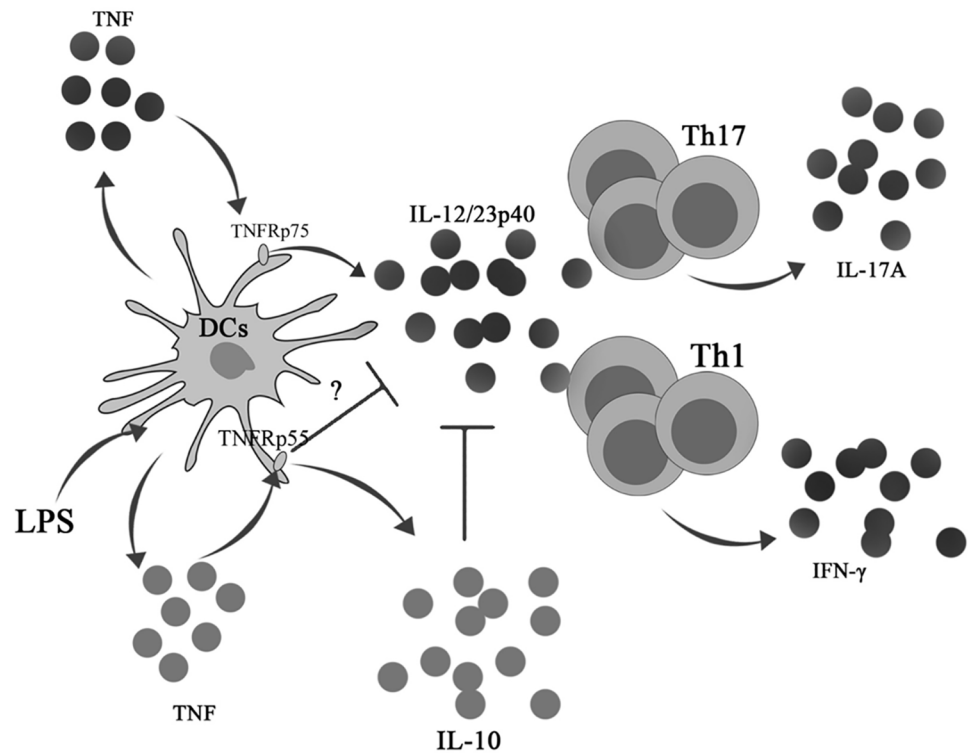 TNF
Th17
IL-12/23p40
TNFRp75
IL-17A
DCs
Th1
?
TNFRp55
LPS
IFN-γ
TNF
IL-10